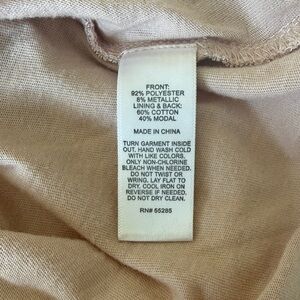 FRONT:
92% POLYESTER
8% METALLIC
LINING & BACK:
60% COTTON
40% MODAL
MADE IN CHINA
TURN GARMENT INSIDE
OUT. HAND WASH COLD
WITH LIKE COLORS.
ONLY NON-CHLORINE
BLEACH WHEN NEEDED.
DO NOT TWIST OR
WRING. LAY FLAT TO
DRY. COOL IRON ON
REVERSE IF NEEDED.
DO NOT DRY CLEAN.
RN# 55285